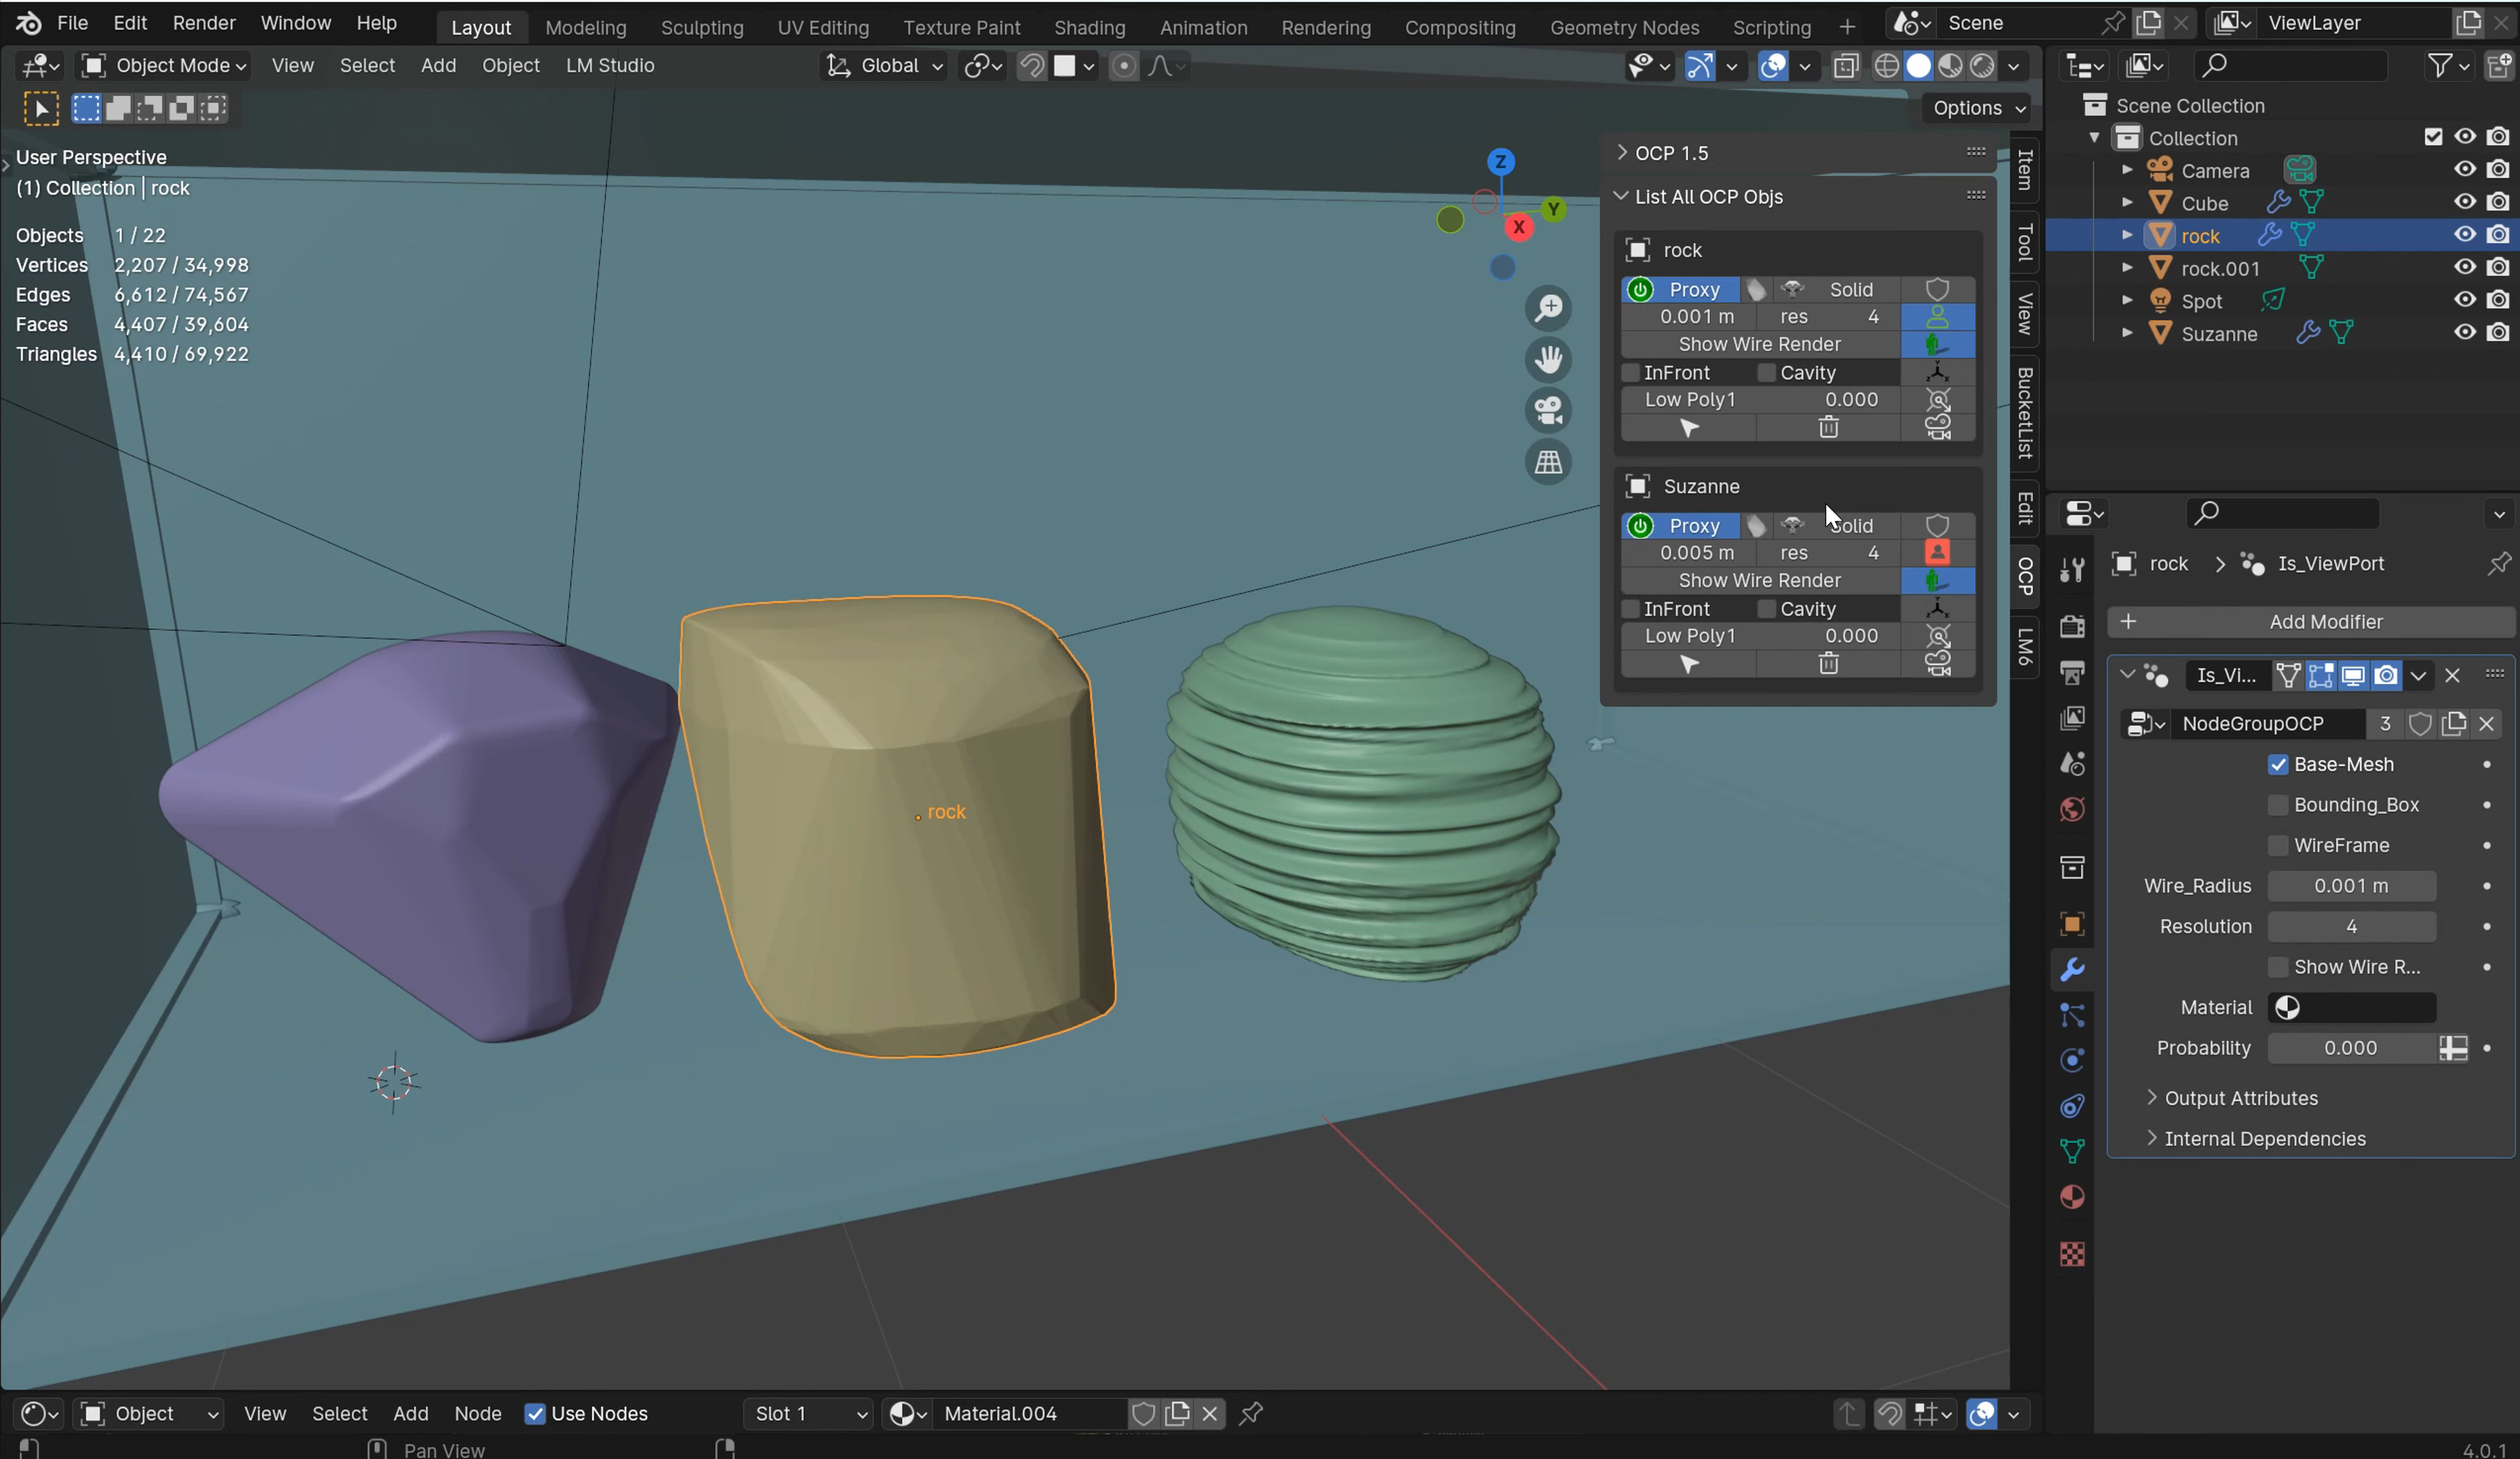 File Edit Render Window Help Layout Modeling Sculpting UV Editing Texture Paint Shading Animation Rendering Compositing Geometry Nodes Scripting + Scene ViewLayer
Object Mode View Select Add Object LM Studio Global
Options
User Perspective
(1) Collection | rock
Objects 1 / 22
Vertices 2,207 / 34,998
Edges 6,612 / 74,567
Faces 4,407 / 39,604
Triangles 4,410 / 69,922
Z
Y
X
rock
OCP 1.5
List All OCP Objs
rock
Proxy Solid
0.001 m res 4
Show Wire Render
InFront Cavity
Low Poly1 0.000
Suzanne
Proxy Solid
0.005 m res 4
Show Wire Render
InFront Cavity
Low Poly1 0.000
Item
Tool
View
BucketList
Edit
OCP
LM6
Scene Collection
Collection
Camera
Cube
rock
rock.001
Spot
Suzanne
rock > Is_ViewPort
+ Add Modifier
Is_Vi...
NodeGroupOCP 3
Base-Mesh
Bounding_Box
WireFrame
Wire_Radius 0.001 m
Resolution 4
Show Wire R...
Material
Probability 0.000
Output Attributes
Internal Dependencies
Object View Select Add Node Use Nodes Slot 1 Material.004
Pan View
4.0.1